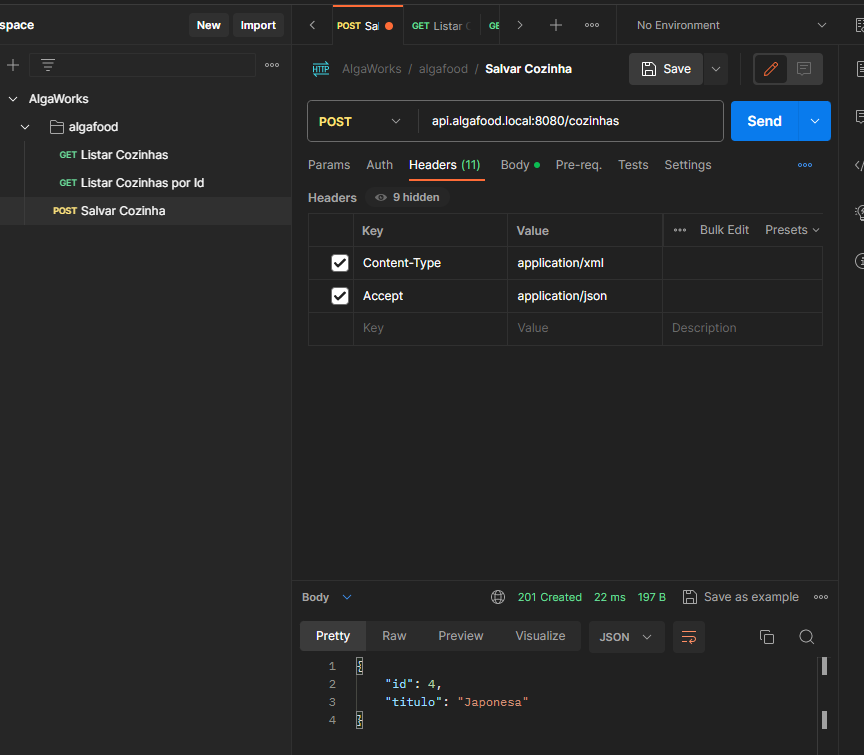 space
New
Import
POST Sal
GET Listar C
GE
No Environment
HTTP
AlgaWorks / algafood / Salvar Cozinha
Save
AlgaWorks
algafood
GET Listar Cozinhas
GET Listar Cozinhas por Id
POST Salvar Cozinha
POST
api.algafood.local:8080/cozinhas
Send
Params Auth Headers (11) Body Pre-req. Tests Settings
Headers 9 hidden
Key Value Bulk Edit Presets
Content-Type application/xml
Accept application/json
Key Value Description
Body
201 Created 22 ms 197 B Save as example
Pretty Raw Preview Visualize JSON
1 {
2 "id": 4,
3 "titulo": "Japonesa"
4 }